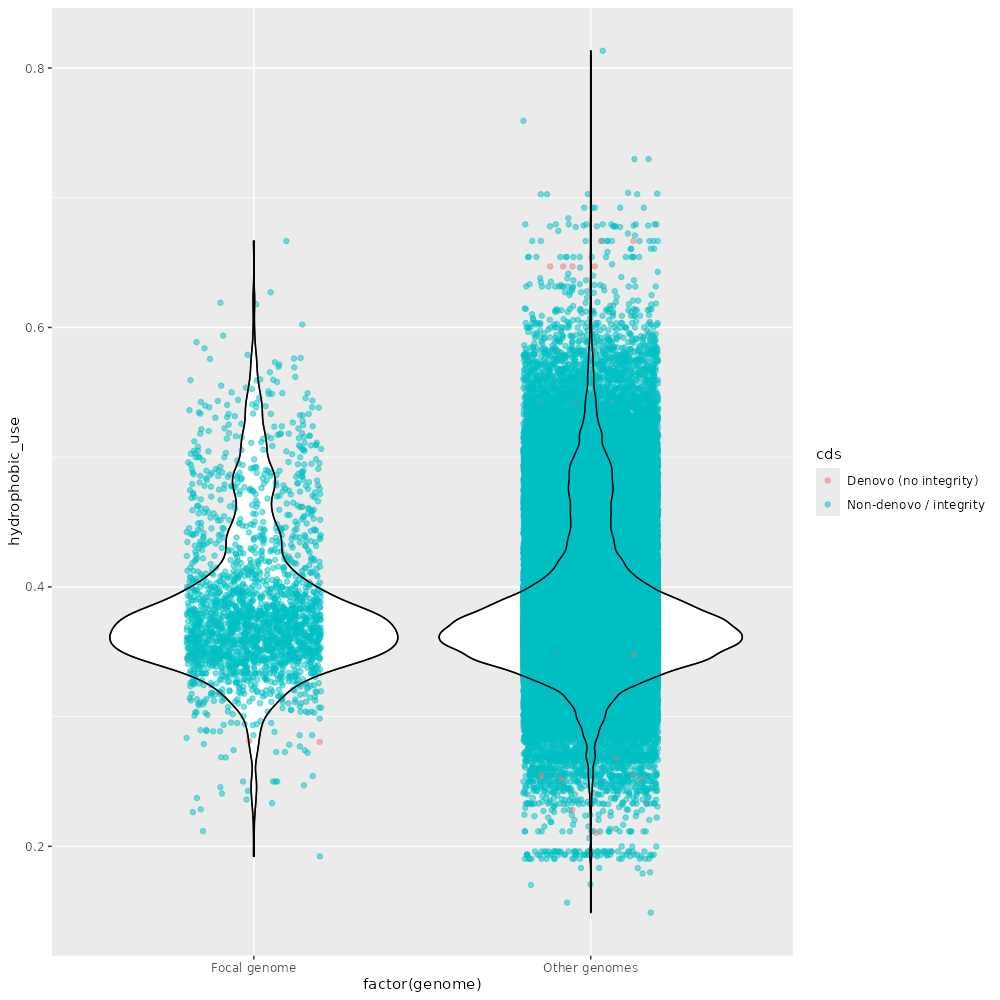 0.8
0.6
0.4
0.2
hydrophobic_use
Focal genome
Other genomes
factor(genome)
cds
Denovo (no integrity)
Non-denovo / integrity